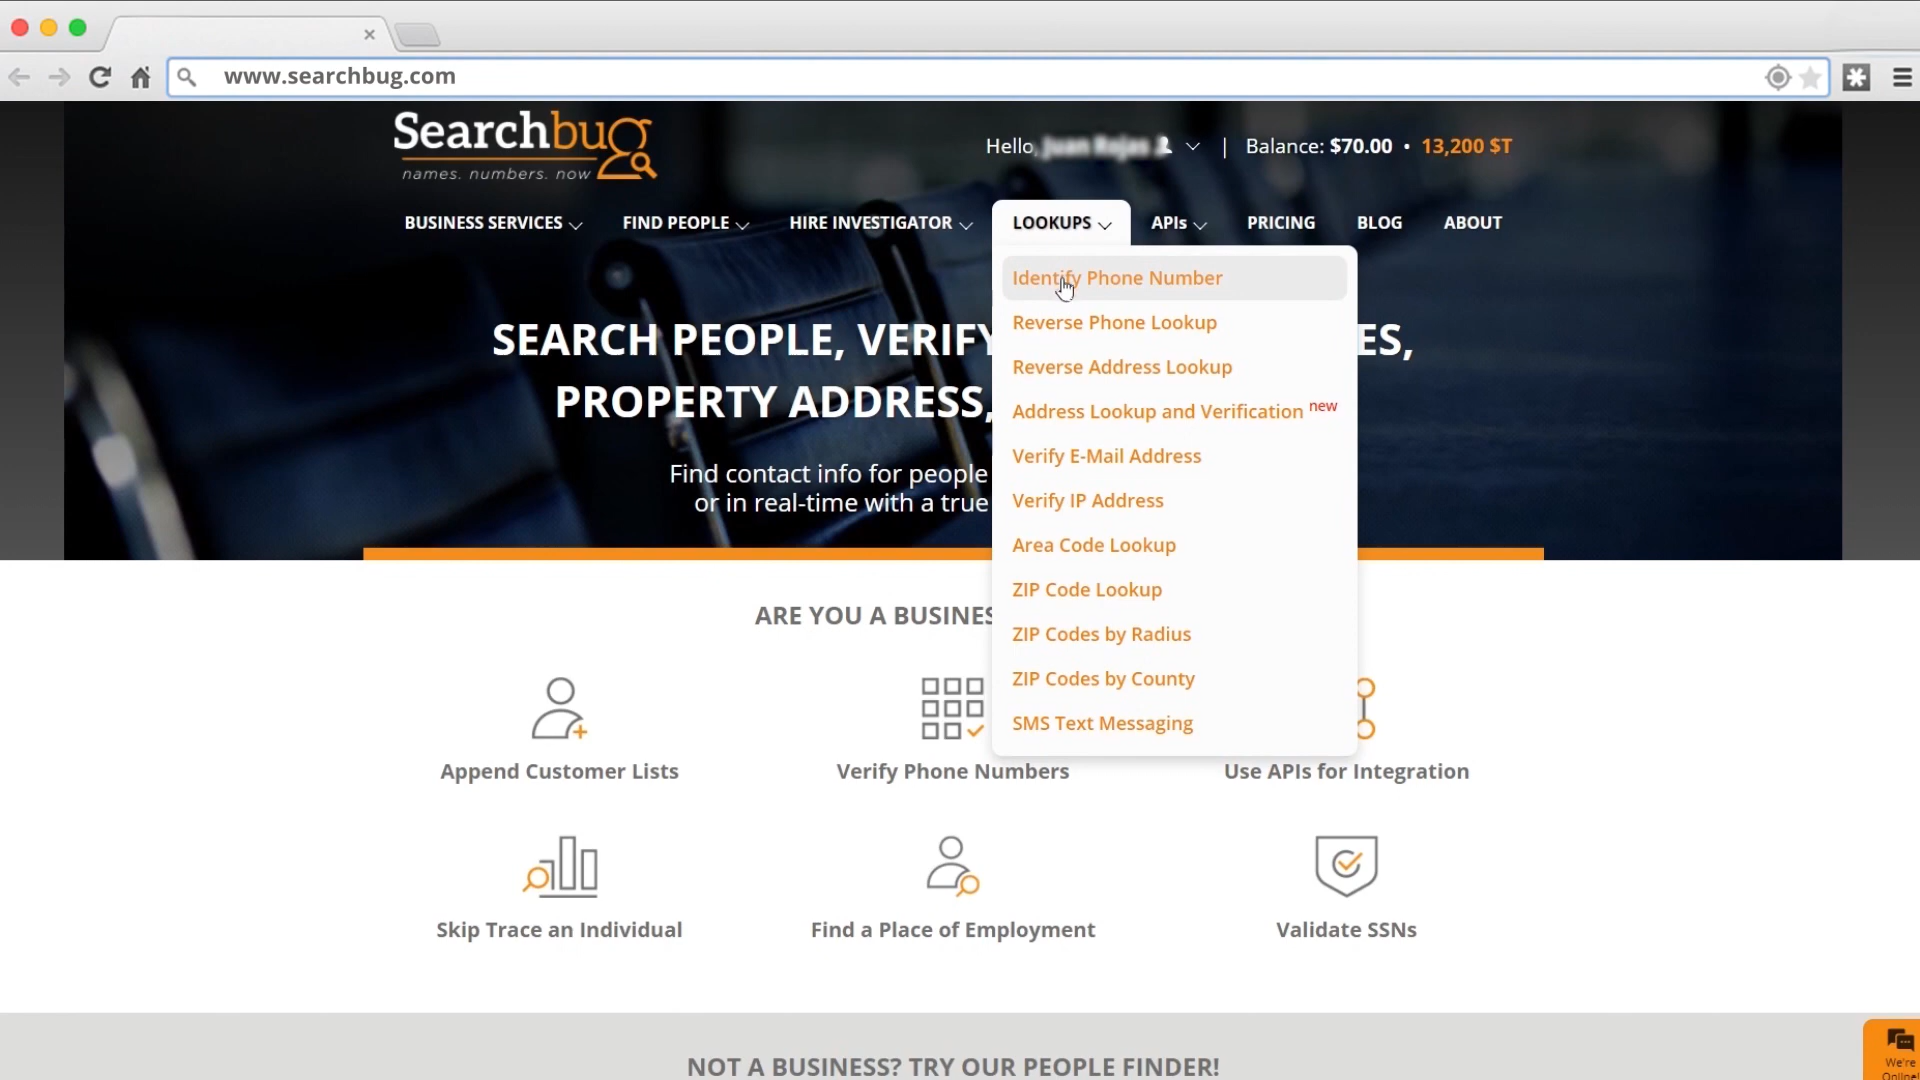 www.searchbug.com
Searchbug
names. numbers. now
Hello,
| Balance: $70.00 • 13,200 $T
BUSINESS SERVICES
FIND PEOPLE
HIRE INVESTIGATOR
LOOKUPS
APIs
PRICING
BLOG
ABOUT
Identify Phone Number
Reverse Phone Lookup
Reverse Address Lookup
Address Lookup and Verification new
Verify E-Mail Address
Verify IP Address
Area Code Lookup
ZIP Code Lookup
ZIP Codes by Radius
ZIP Codes by County
SMS Text Messaging
SEARCH PEOPLE, VERIFY ES,
PROPERTY ADDRESS,
Find contact info for people
or in real-time with a true
ARE YOU A BUSINES
Append Customer Lists
Verify Phone Numbers
Use APIs for Integration
Skip Trace an Individual
Find a Place of Employment
Validate SSNs
NOT A BUSINESS? TRY OUR PEOPLE FINDER!
We're
Online!